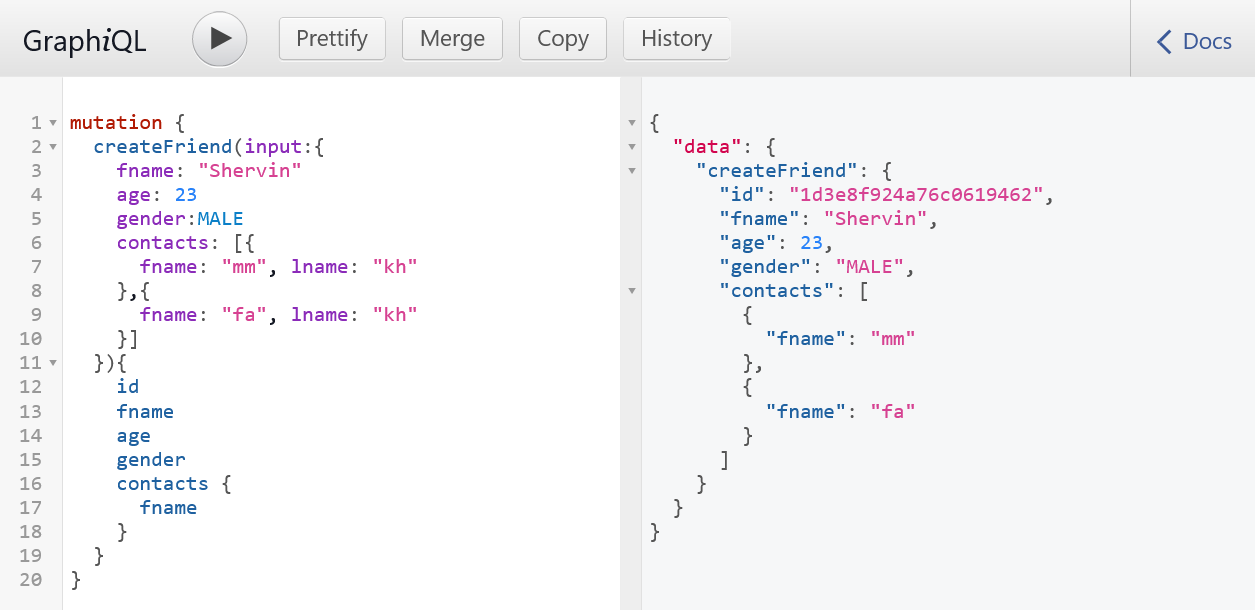 GraphiQL Prettify Merge Copy History Docs
1 mutation {
2 createFriend(input:{
3 fname: "Shervin"
4 age: 23
5 gender:MALE
6 contacts: [{
7 fname: "mm", lname: "kh"
8 },{
9 fname: "fa", lname: "kh"
10 }]
11 }){
12 id
13 fname
14 age
15 gender
16 contacts {
17 fname
18 }
19 }
20 }
{
"data": {
"createFriend": {
"id": "1d3e8f924a76c0619462",
"fname": "Shervin",
"age": 23,
"gender": "MALE",
"contacts": [
{
"fname": "mm"
},
{
"fname": "fa"
}
]
}
}
}